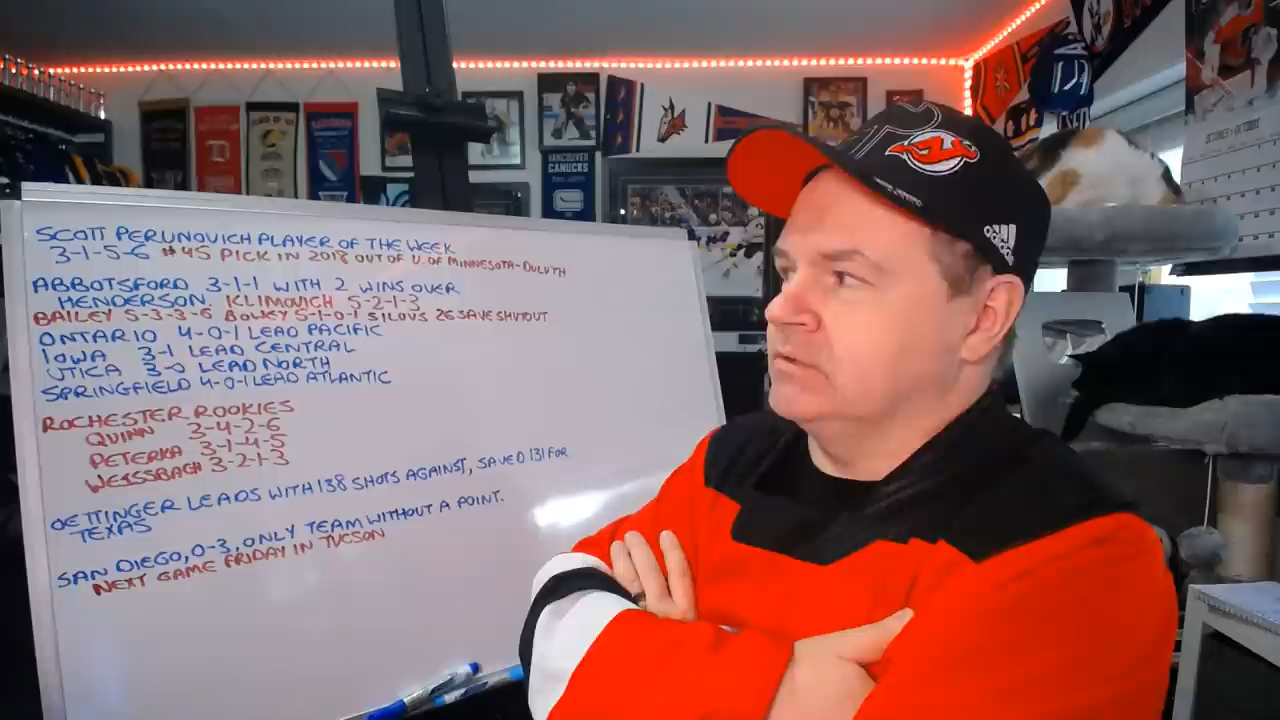 SCOTT PERUNOVICH PLAYER OF THE WEEK
3-1-5-6 #45 PICK IN 2018 OUT OF U. OF MINNESOTA-DULUTH
ABBOTSFORD 3-1-1 WITH 2 WINS OVER
HENDERSON. KLIMOVICH 5-2-1-3
BAILEY 5-3-3-6 BOWEY 5-1-0-1 SILOVS 26 SAVE SHUTOUT
ONTARIO 4-0-1 LEAD PACIFIC
IOWA 3-1 LEAD CENTRAL
UTICA 3-0 LEAD NORTH
SPRINGFIELD 4-0-1 LEAD ATLANTIC
ROCHESTER ROOKIES
QUINN 3-4-2-6
PETERKA 3-1-4-5
WEISSBACH 3-2-1-3
OETTINGER LEADS WITH 138 SHOTS AGAINST, SAVED 131 FOR
TEXAS
SAN DIEGO, 0-3, ONLY TEAM WITHOUT A POINT.
NEXT GAME FRIDAY IN TUCSON
VANCOUVER
CANUCKS
adidas